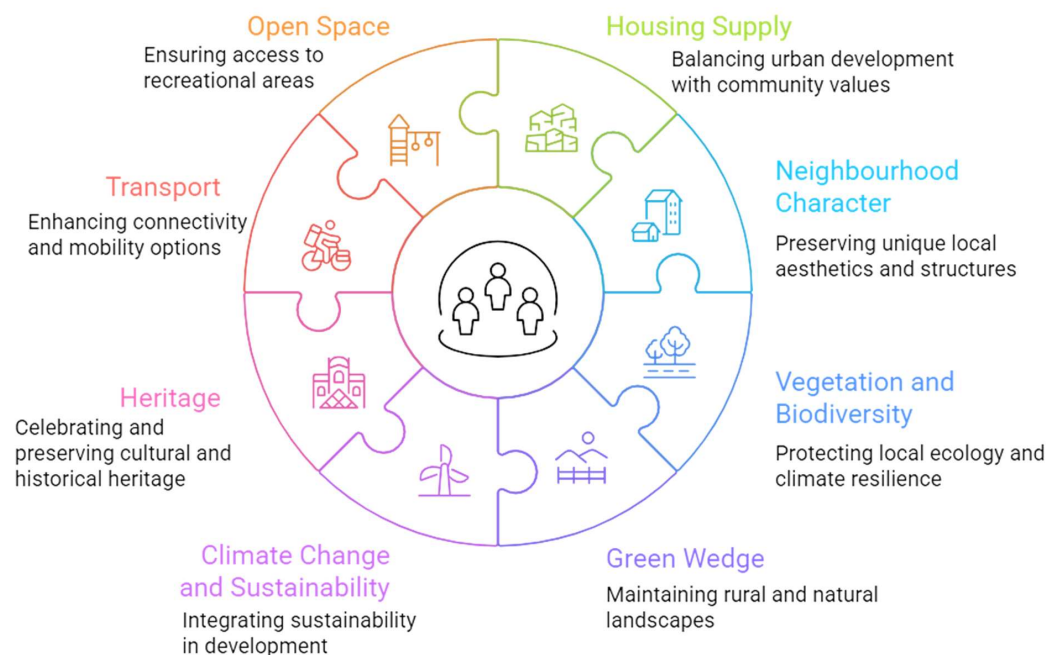 Open Space
Ensuring access to
recreational areas
Housing Supply
Balancing urban development
with community values
Transport
Enhancing connectivity
and mobility options
Neighbourhood
Character
Preserving unique local
aesthetics and structures
Heritage
Celebrating and
preserving cultural and
historical heritage
Vegetation and
Biodiversity
Protecting local ecology and
climate resilience
Climate Change
and Sustainability
Integrating sustainability
in development
Green Wedge
Maintaining rural and natural
landscapes